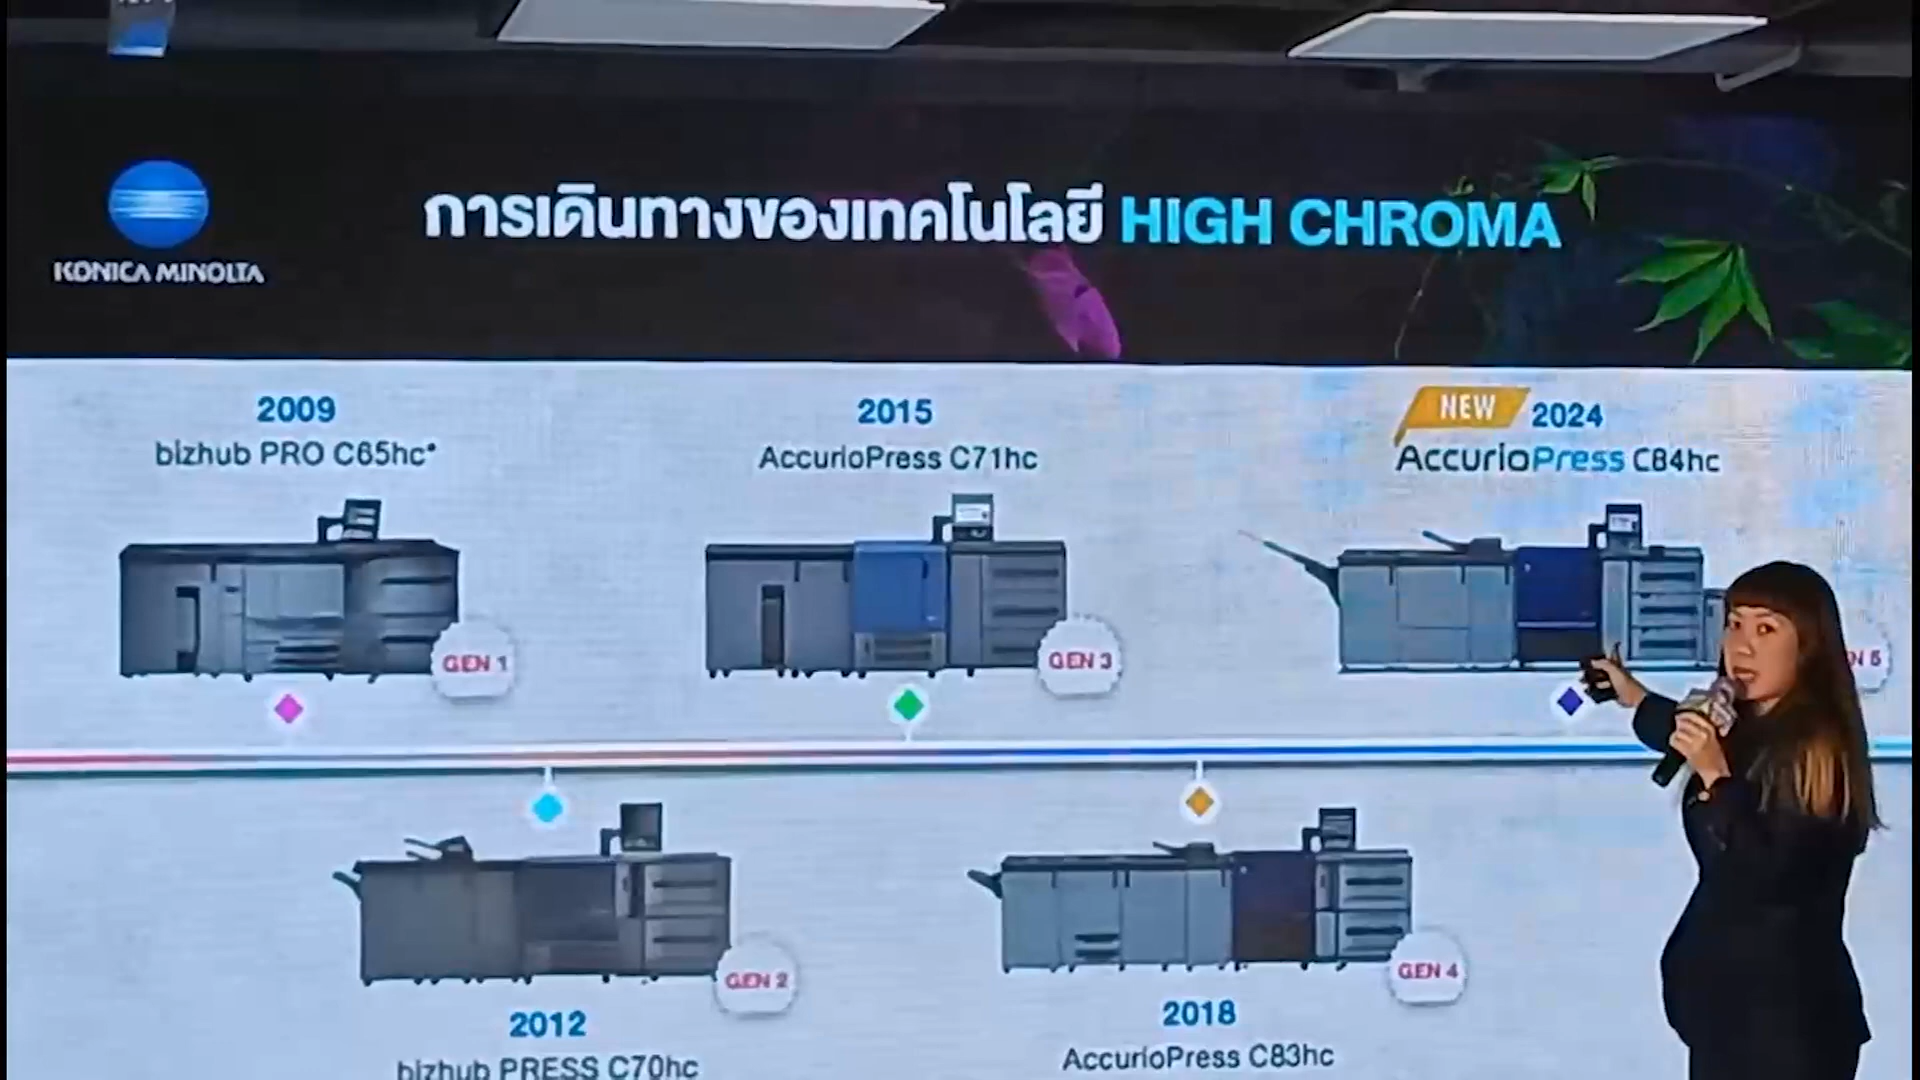 KONICA MINOLTA
การเดินทางของเทคโนโลยี HIGH CHROMA
2009
bizhub PRO C65hc*
GEN 1
2015
AccurioPress C71hc
GEN 3
NEW 2024
AccurioPress C84hc
N 5
GEN 2
2012
bizhub PRESS C70hc
GEN 4
2018
AccurioPress C83hc